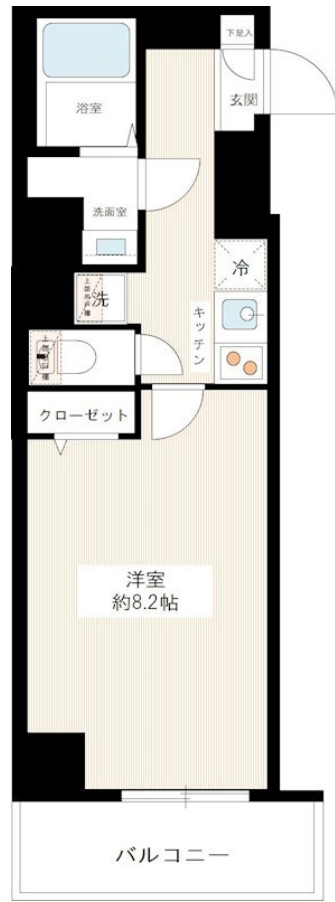 下足入
玄関
浴室
洗面室
冷
洗
キッチン
クローゼット
洋室
約8.2帖
バルコニー